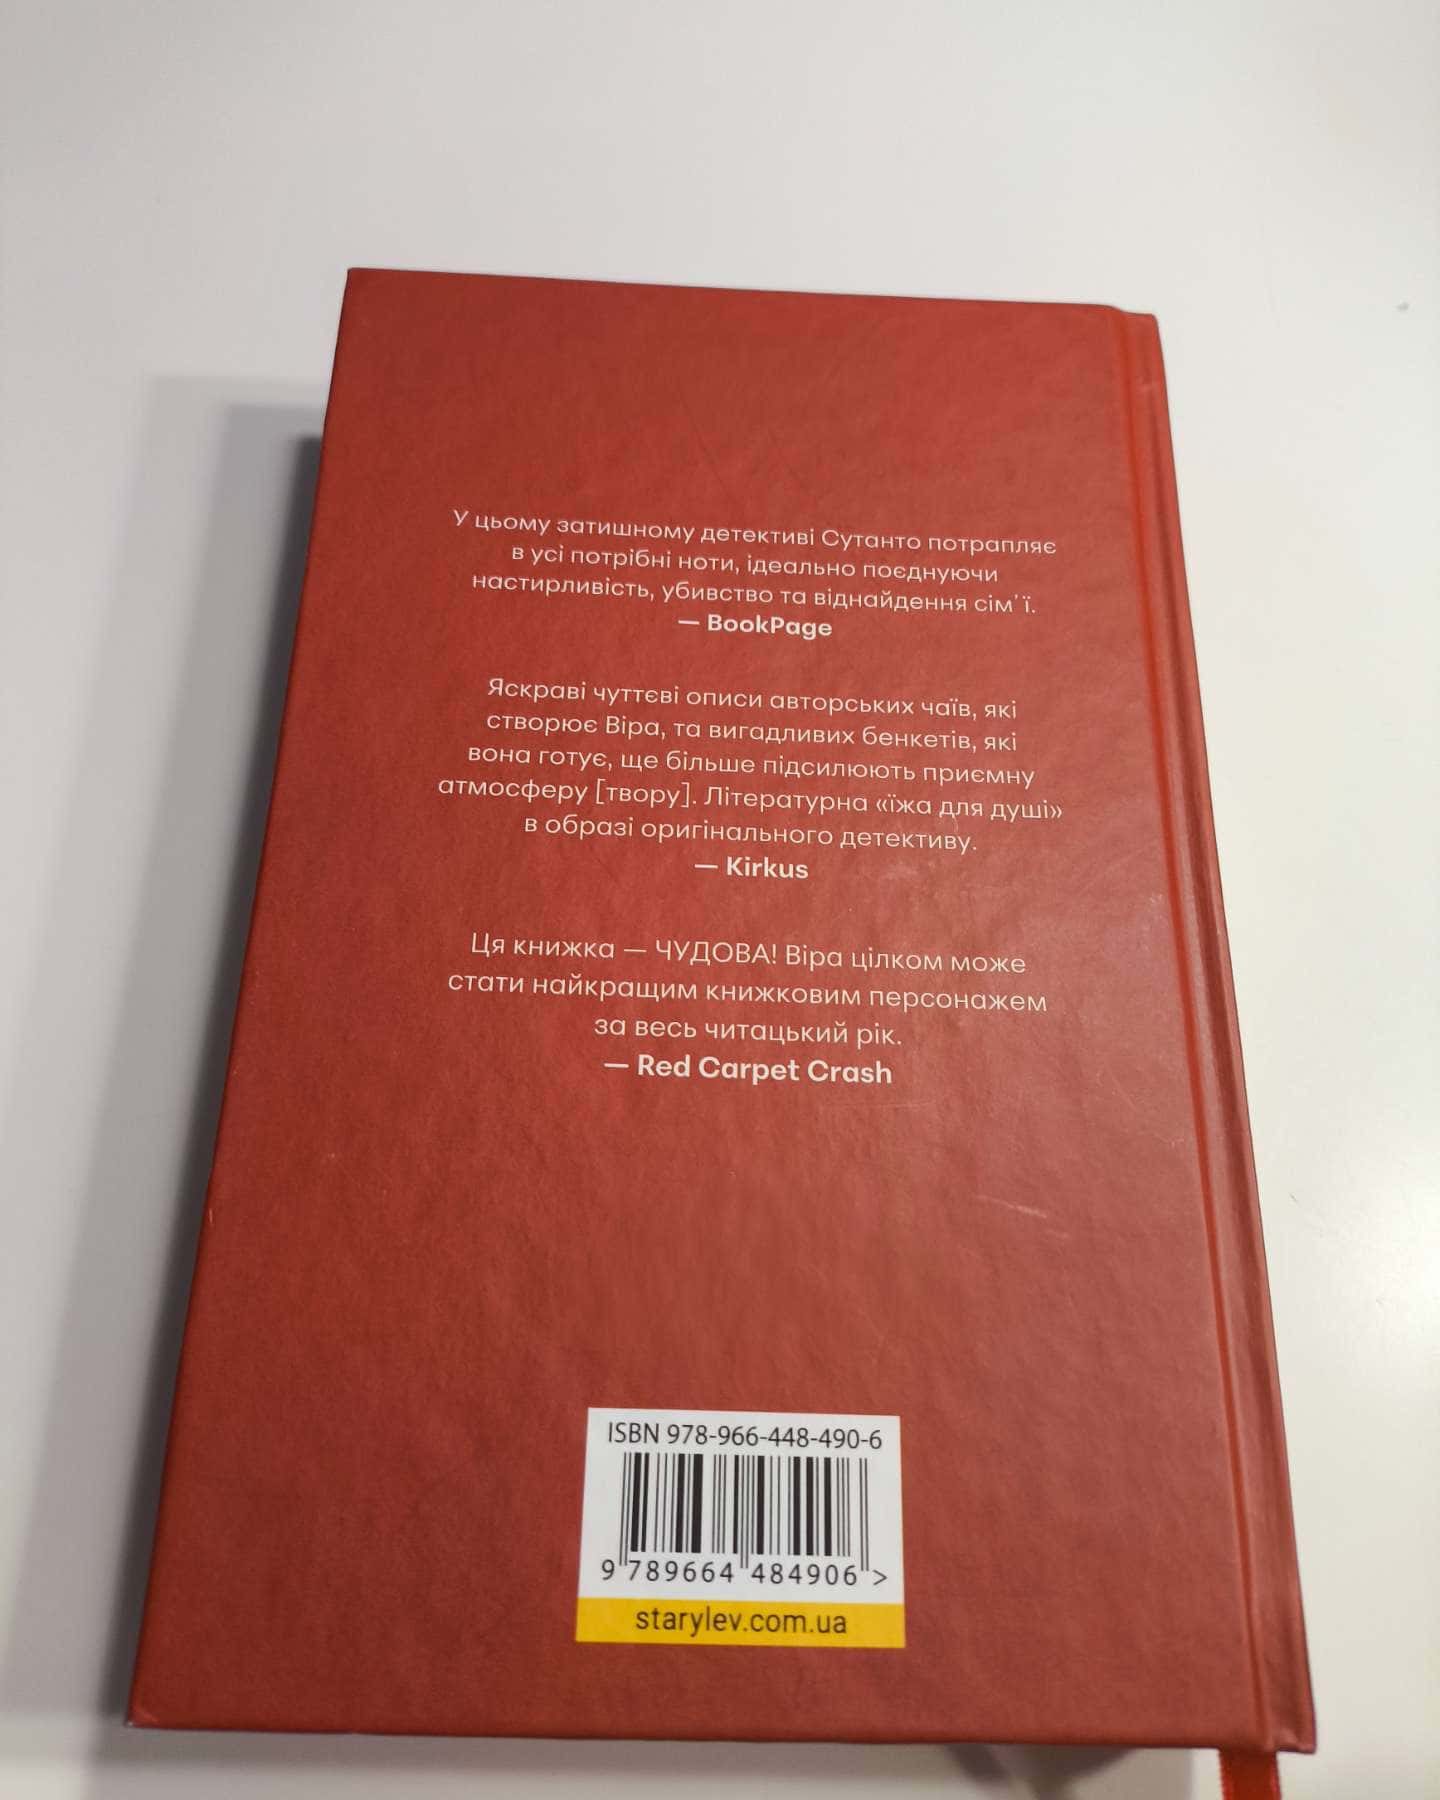 У цьому затишному детективі Сутанто потрапляє
в усі потрібні ноти, ідеально поєднуючи
настирливість, убивство та віднайдення сім'ї.
— BookPage
Яскраві чуттєві описи авторських чаїв, які
створює Віра, та вигадливих бенкетів, які
вона готує, ще більше підсилюють приємну
атмосферу [твору]. Літературна «їжа для душі»
в образі оригінального детективу.
— Kirkus
Ця книжка — ЧУДОВА! Віра цілком може
стати найкращим книжковим персонажем
за весь читацький рік.
— Red Carpet Crash
ISBN 978-966-448-490-6
9 789664 484906 >
starylev.com.ua